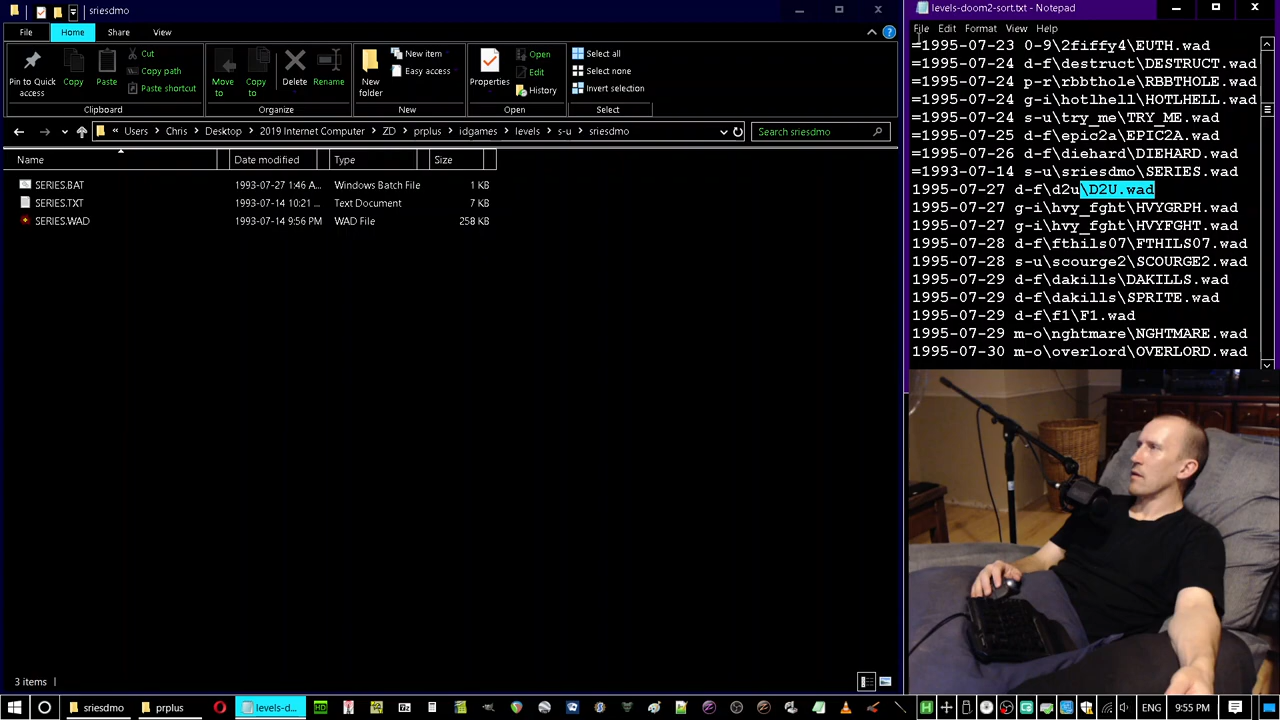 sriesdmo
levels-doom2-sort.txt - Notepad
File
Home
Share
View
File Edit Format View Help
Pin to Quick access
Copy
Paste
Cut
Copy path
Paste shortcut
Move to
Copy to
Delete
Rename
New folder
New item
Easy access
Properties
Open
Edit
History
Select all
Select none
Invert selection
Clipboard
Organize
New
Open
Select
« Users > Chris > Desktop > 2019 Internet Computer > ZD > prplus > idgames > levels > s-u > sriesdmo
Search sriesdmo
Name Date modified Type Size
SERIES.BAT 1993-07-27 1:46 A... Windows Batch File 1 KB
SERIES.TXT 1993-07-14 10:21 ... Text Document 7 KB
SERIES.WAD 1993-07-14 9:56 PM WAD File 258 KB
=1995-07-23 0-9\2fiffy4\EUTH.wad
=1995-07-24 d-f\destruct\DESTRUCT.wad
=1995-07-24 p-r\rbbthole\RBBTHOLE.wad
=1995-07-24 g-i\hotlhell\HOTLHELL.wad
=1995-07-24 s-u\try_me\TRY_ME.wad
=1995-07-25 d-f\epic2a\EPIC2A.wad
=1995-07-26 d-f\diehard\DIEHARD.wad
=1993-07-14 s-u\sriesdmo\SERIES.wad
1995-07-27 d-f\d2u\D2U.wad
1995-07-27 g-i\hvy_fght\HVYGRPH.wad
1995-07-27 g-i\hvy_fght\HVYFGHT.wad
1995-07-28 d-f\fthils07\FTHILS07.wad
1995-07-28 s-u\scourge2\SCOURGE2.wad
1995-07-29 d-f\dakills\DAKILLS.wad
1995-07-29 d-f\dakills\SPRITE.wad
1995-07-29 d-f\f1\F1.wad
1995-07-29 m-o\nghtmare\NGHTMARE.wad
1995-07-30 m-o\overlord\OVERLORD.wad
3 items
sriesdmo
prplus
levels-d...
ENG
9:55 PM